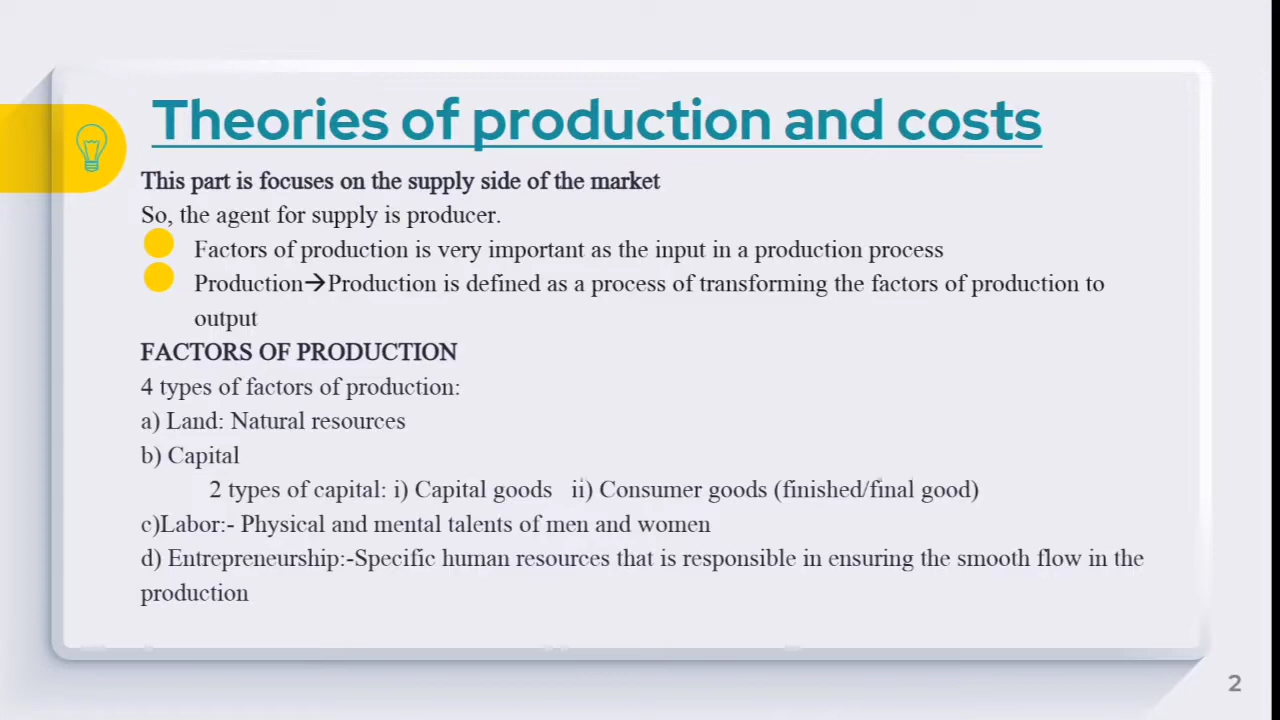 Theories of production and costs
This part is focuses on the supply side of the market
So, the agent for supply is producer.
Factors of production is very important as the input in a production process
Production→Production is defined as a process of transforming the factors of production to
output
FACTORS OF PRODUCTION
4 types of factors of production:
a) Land: Natural resources
b) Capital
2 types of capital: i) Capital goods   ii) Consumer goods (finished/final good)
c)Labor:- Physical and mental talents of men and women
d) Entrepreneurship:-Specific human resources that is responsible in ensuring the smooth flow in the
production
2